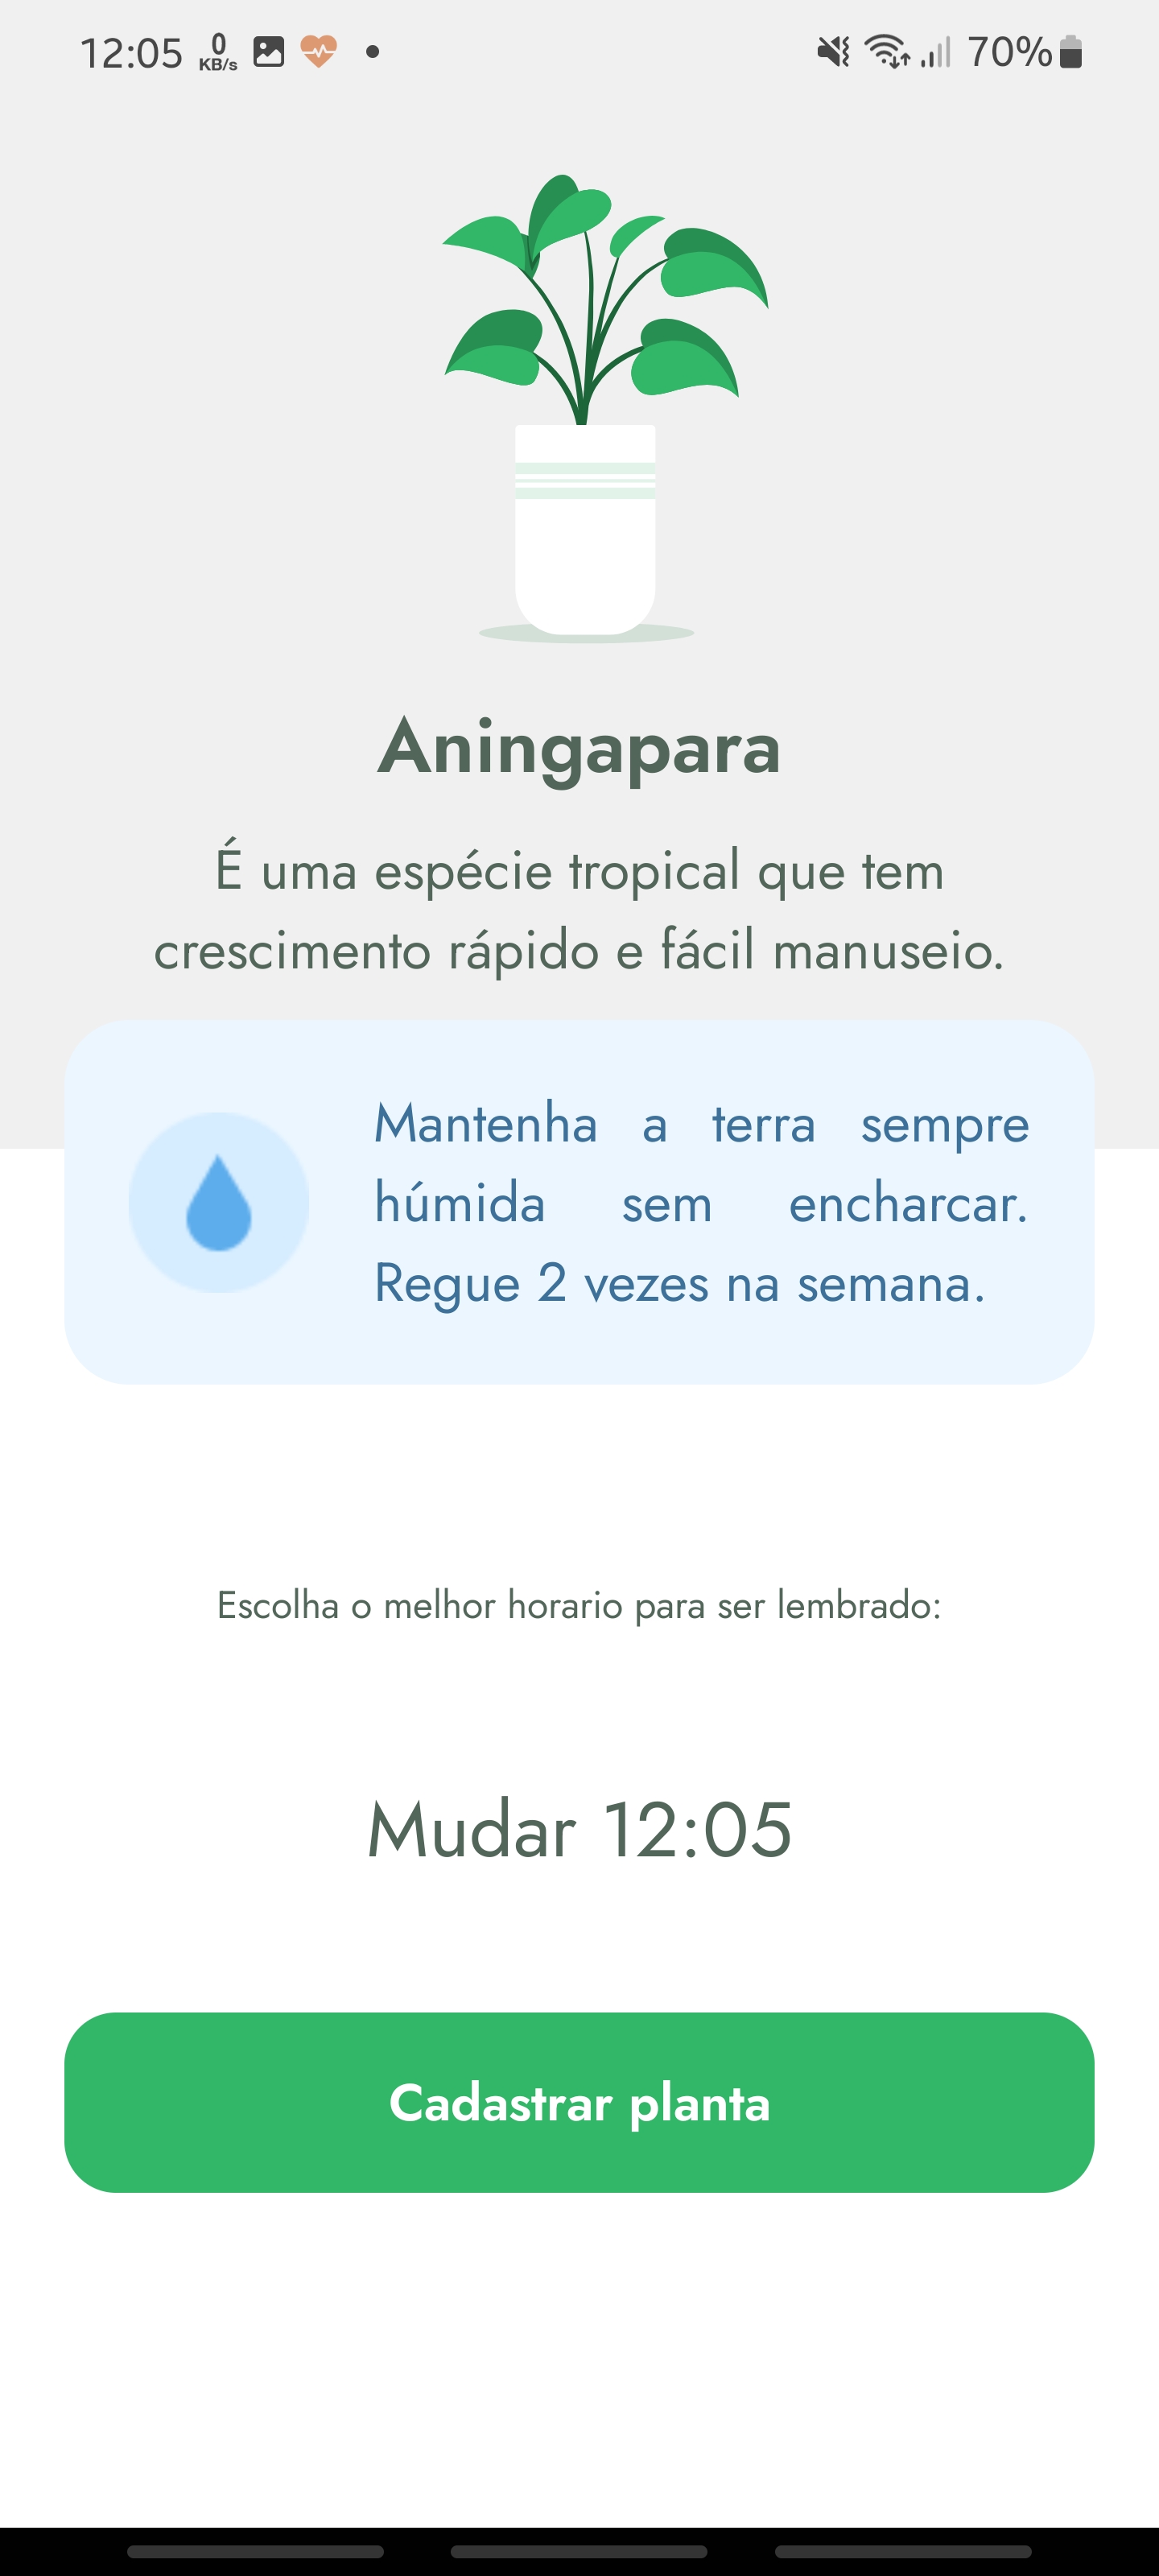 12:05 0 KB/s 70%
Aningapara
É uma espécie tropical que tem
crescimento rápido e fácil manuseio.
Mantenha a terra sempre
húmida sem encharcar.
Regue 2 vezes na semana.
Escolha o melhor horario para ser lembrado:
Mudar 12:05
Cadastrar planta